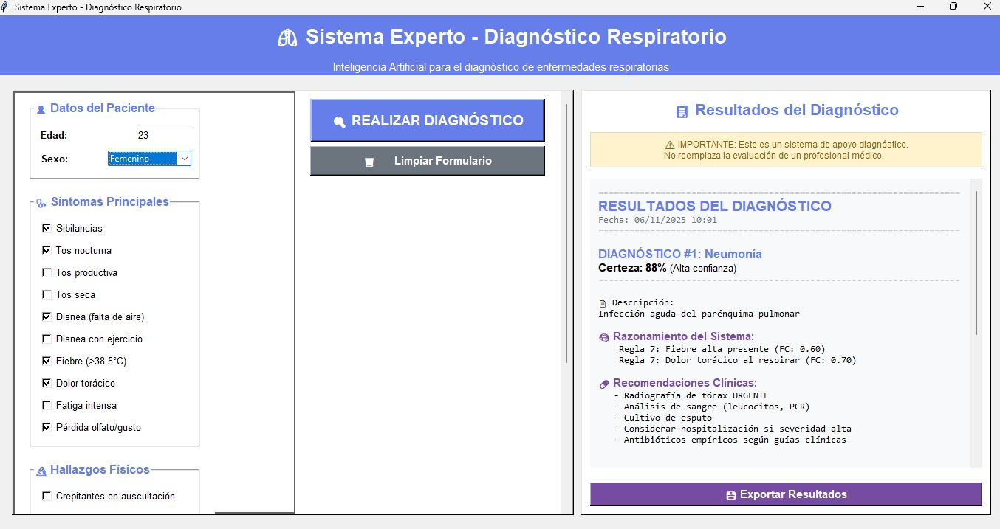 Sistema Experto - Diagnóstico Respiratorio
Sistema Experto - Diagnóstico Respiratorio
Inteligencia Artificial para el diagnóstico de enfermedades respiratorias
Datos del Paciente
Edad: 23
Sexo: Femenino
Síntomas Principales
Sibilancias
Tos nocturna
Tos productiva
Tos seca
Disnea (falta de aire)
Disnea con ejercicio
Fiebre (>38.5°C)
Dolor torácico
Fatiga intensa
Pérdida olfato/gusto
Hallazgos Físicos
Crepitantes en auscultación
REALIZAR DIAGNÓSTICO
Limpiar Formulario
Resultados del Diagnóstico
⚠ IMPORTANTE: Este es un sistema de apoyo diagnóstico.
No reemplaza la evaluación de un profesional médico.
======================================================================
RESULTADOS DEL DIAGNÓSTICO
Fecha: 06/11/2025 10:01
======================================================================
DIAGNÓSTICO #1: Neumonía
Certeza: 88% (Alta confianza)
----------------------------------------------------------------------
Descripción:
Infección aguda del parénquima pulmonar
Razonamiento del Sistema:
Regla 7: Fiebre alta presente (FC: 0.60)
Regla 7: Dolor torácico al respirar (FC: 0.70)
Recomendaciones Clínicas:
- Radiografía de tórax URGENTE
- Análisis de sangre (leucocitos, PCR)
- Cultivo de esputo
- Considerar hospitalización si severidad alta
- Antibióticos empíricos según guías clínicas
Exportar Resultados